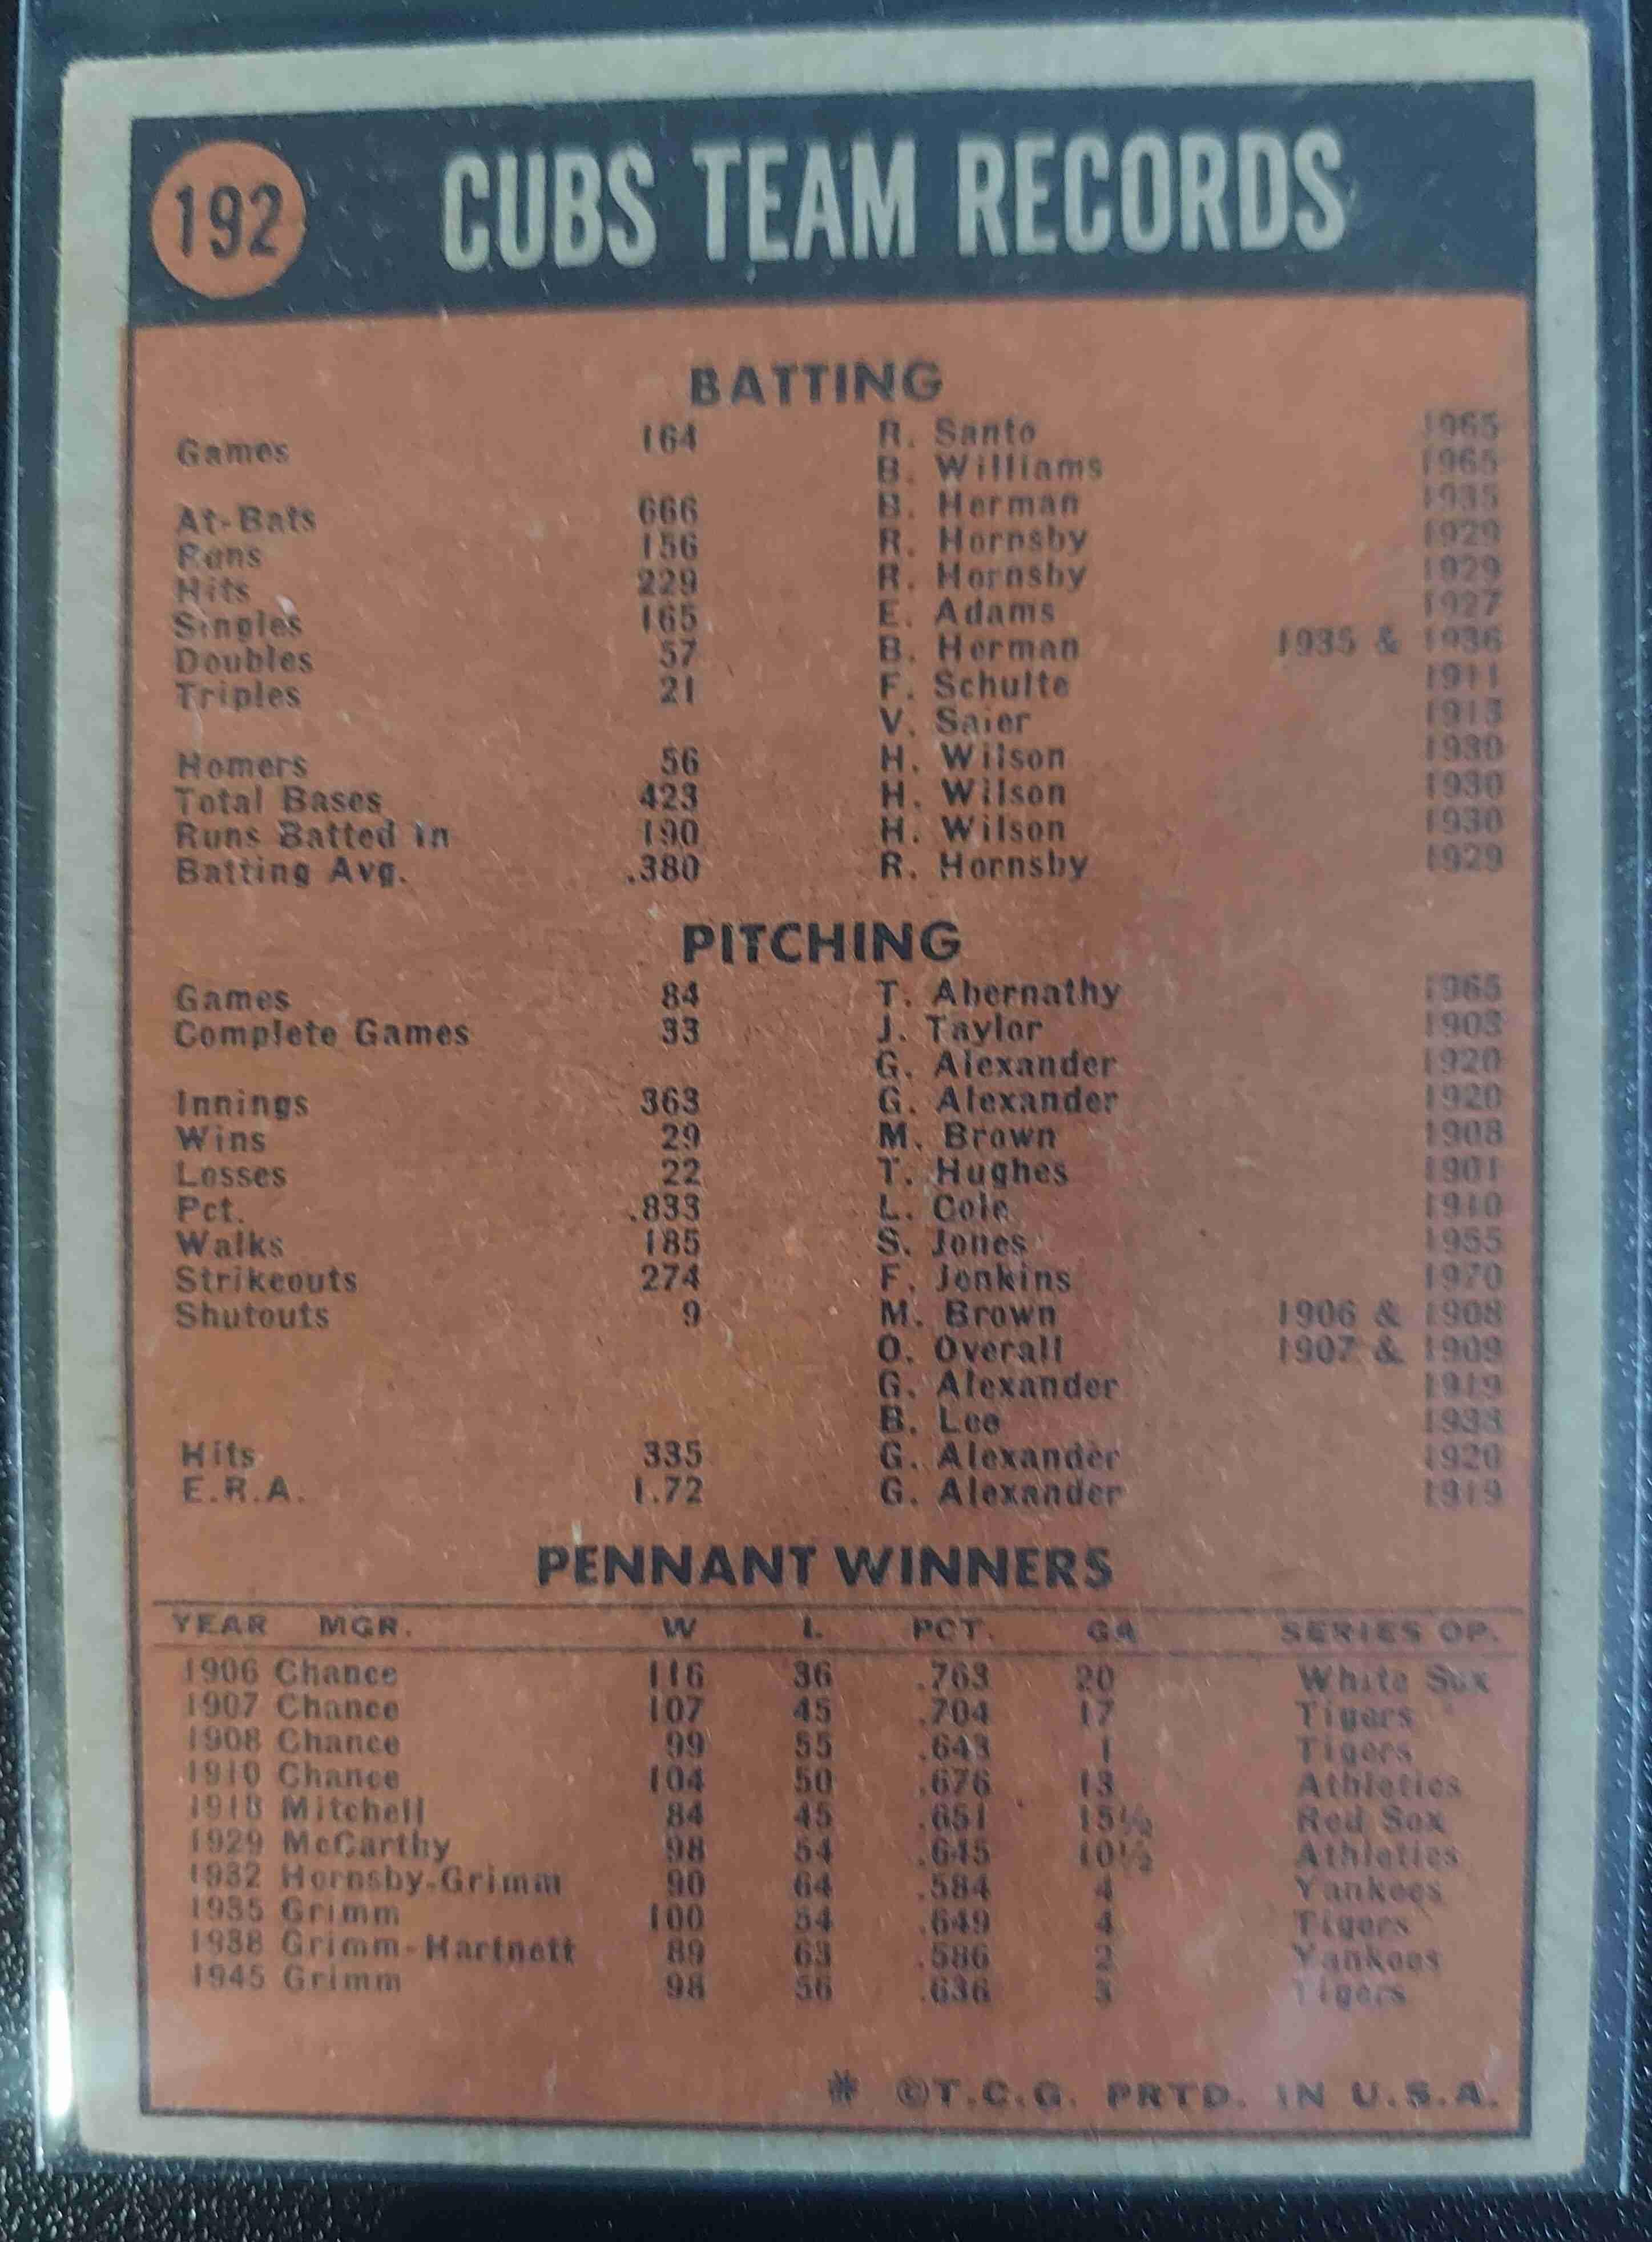 192 CUBS TEAM RECORDS
BATTING
Games 164 R. Santo 1965
B. Williams 1965
At-Bats 666 B. Herman 1935
Runs 156 R. Hornsby 1929
Hits 229 R. Hornsby 1929
Singles 165 E. Adams 1927
Doubles 57 B. Herman 1935 & 1936
Triples 21 F. Schulte 1911
V. Saier 1913
Homers 56 H. Wilson 1930
Total Bases 423 H. Wilson 1930
Runs Batted In 190 H. Wilson 1930
Batting Avg. .380 R. Hornsby 1929
PITCHING
Games 84 T. Abernathy 1965
Complete Games 33 J. Taylor 1903
G. Alexander 1920
Innings 363 G. Alexander 1920
Wins 29 M. Brown 1908
Losses 22 T. Hughes 1901
Pct. .833 L. Cole 1910
Walks 185 S. Jones 1955
Strikeouts 274 F. Jenkins 1970
Shutouts 9 M. Brown 1906 & 1908
O. Overall 1907 & 1909
G. Alexander 1919
B. Lee 1933
Hits 335 G. Alexander 1920
E.R.A. 1.72 G. Alexander 1919
PENNANT WINNERS
YEAR MGR. W L PCT. GA SERIES OP.
1906 Chance 116 36 .763 20 White Sox
1907 Chance 107 45 .704 17 Tigers
1908 Chance 99 55 .643 1 Tigers
1910 Chance 104 50 .676 13 Athletics
1918 Mitchell 84 45 .651 15½ Red Sox
1929 McCarthy 98 54 .645 10½ Athletics
1932 Hornsby-Grimm 90 64 .584 4 Yankees
1935 Grimm 100 54 .649 4 Tigers
1938 Grimm-Hartnett 89 63 .586 2 Yankees
1945 Grimm 98 56 .636 3 Tigers
* ©T.C.G. PRTD. IN U.S.A.